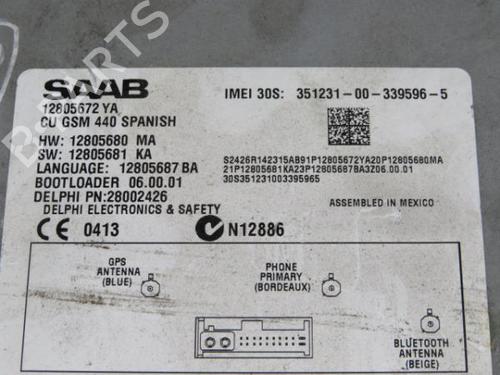 SAAB
12805672 YA
CU GSM 440 SPANISH
HW: 12805680 MA
SW: 12805681 KA
LANGUAGE: 12805687 BA
BOOTLOADER 06.00.01
DELPHI PN:28002426
DELPHI ELECTRONICS & SAFETY
IMEI 30S: 351231-00-339596-5
S2426R142315AB91P12805672YA20P12805680MA
21P12805681KA23P12805687BA3Z06.00.01
30S351231003395965
ASSEMBLED IN MEXICO
CE 0413
N12886
GPS
ANTENNA
(BLUE)
PHONE
PRIMARY
(BORDEAUX)
BLUETOOTH
ANTENNA
(BEIGE)